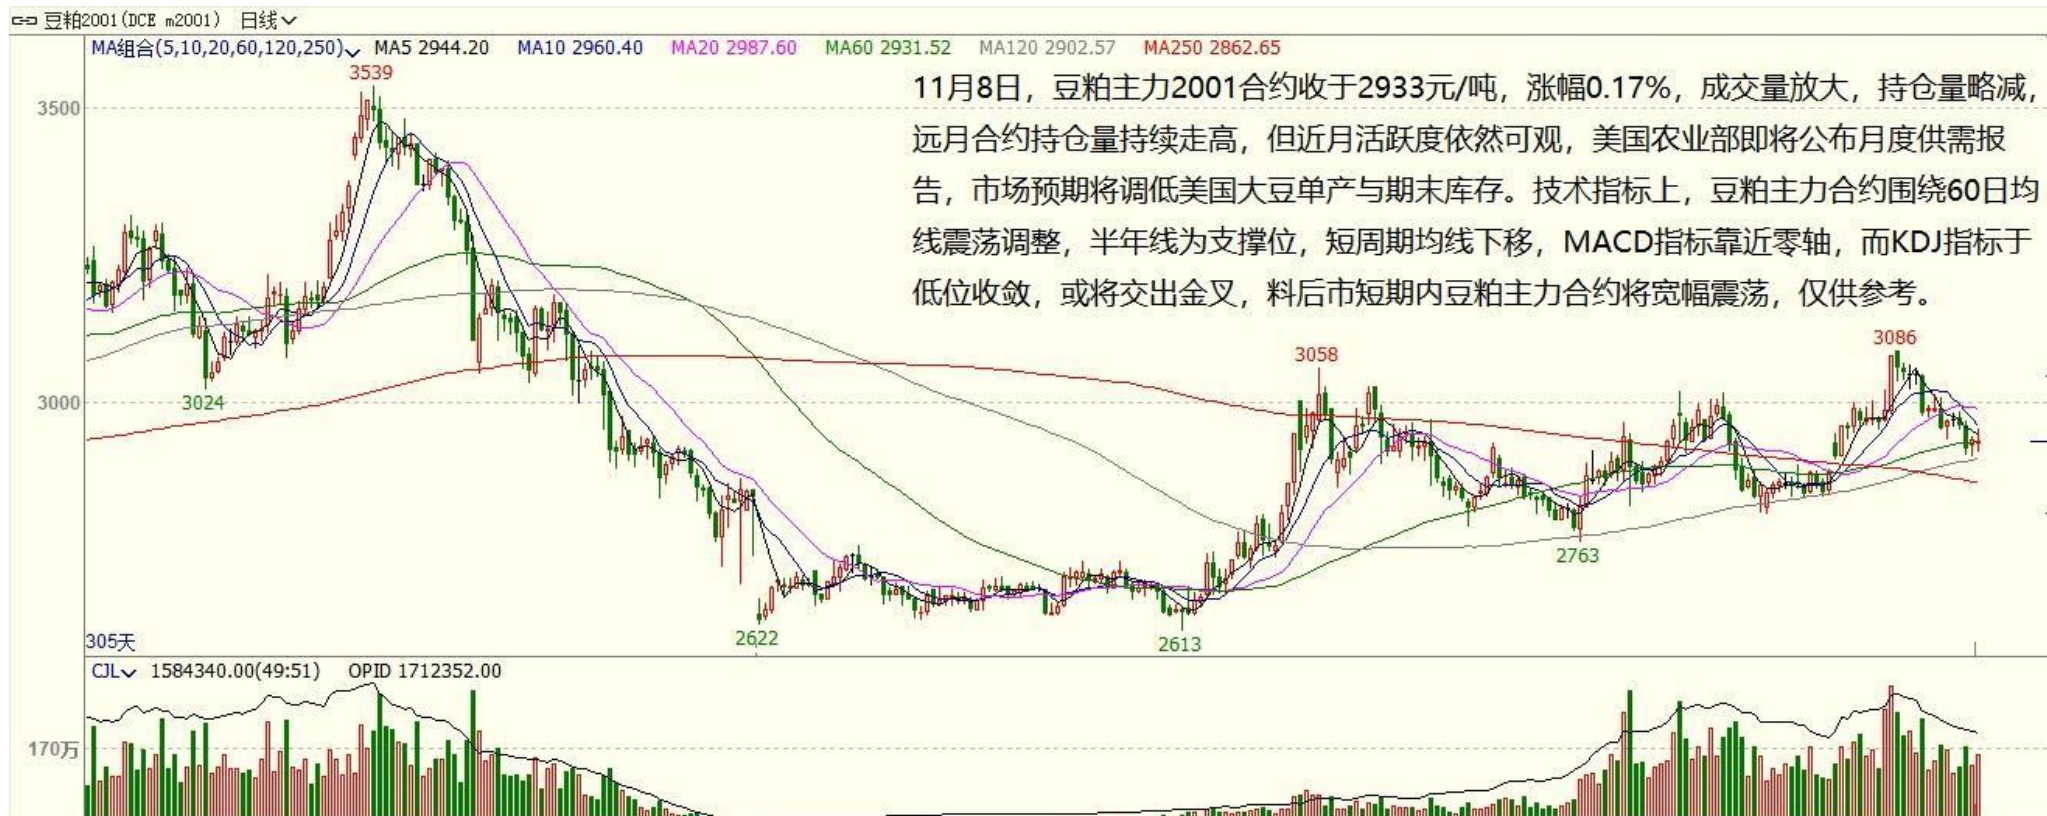 豆粕2001(DCE m2001) 日线
MA组合(5,10,20,60,120,250) MA5 2944.20 MA10 2960.40 MA20 2987.60 MA60 2931.52 MA120 2902.57 MA250 2862.65
3539
11月8日，豆粕主力2001合约收于2933元/吨，涨幅0.17%，成交量放大，持仓量略减，
3500
远月合约持仓量持续走高，但近月活跃度依然可观，美国农业部即将公布月度供需报
告，市场预期将调低美国大豆单产与期末库存。技术指标上，豆粕主力合约围绕60日均
线震荡调整，半年线为支撑位，短周期均线下移，MACD指标靠近零轴，而KDJ指标于
低位收敛，或将交出金叉，料后市短期内豆粕主力合约将宽幅震荡，仅供参考。
3086
3058
3000
3024
2763
2622
2613
305天
CJL 1584340.00(49:51) OPID 1712352.00
170万